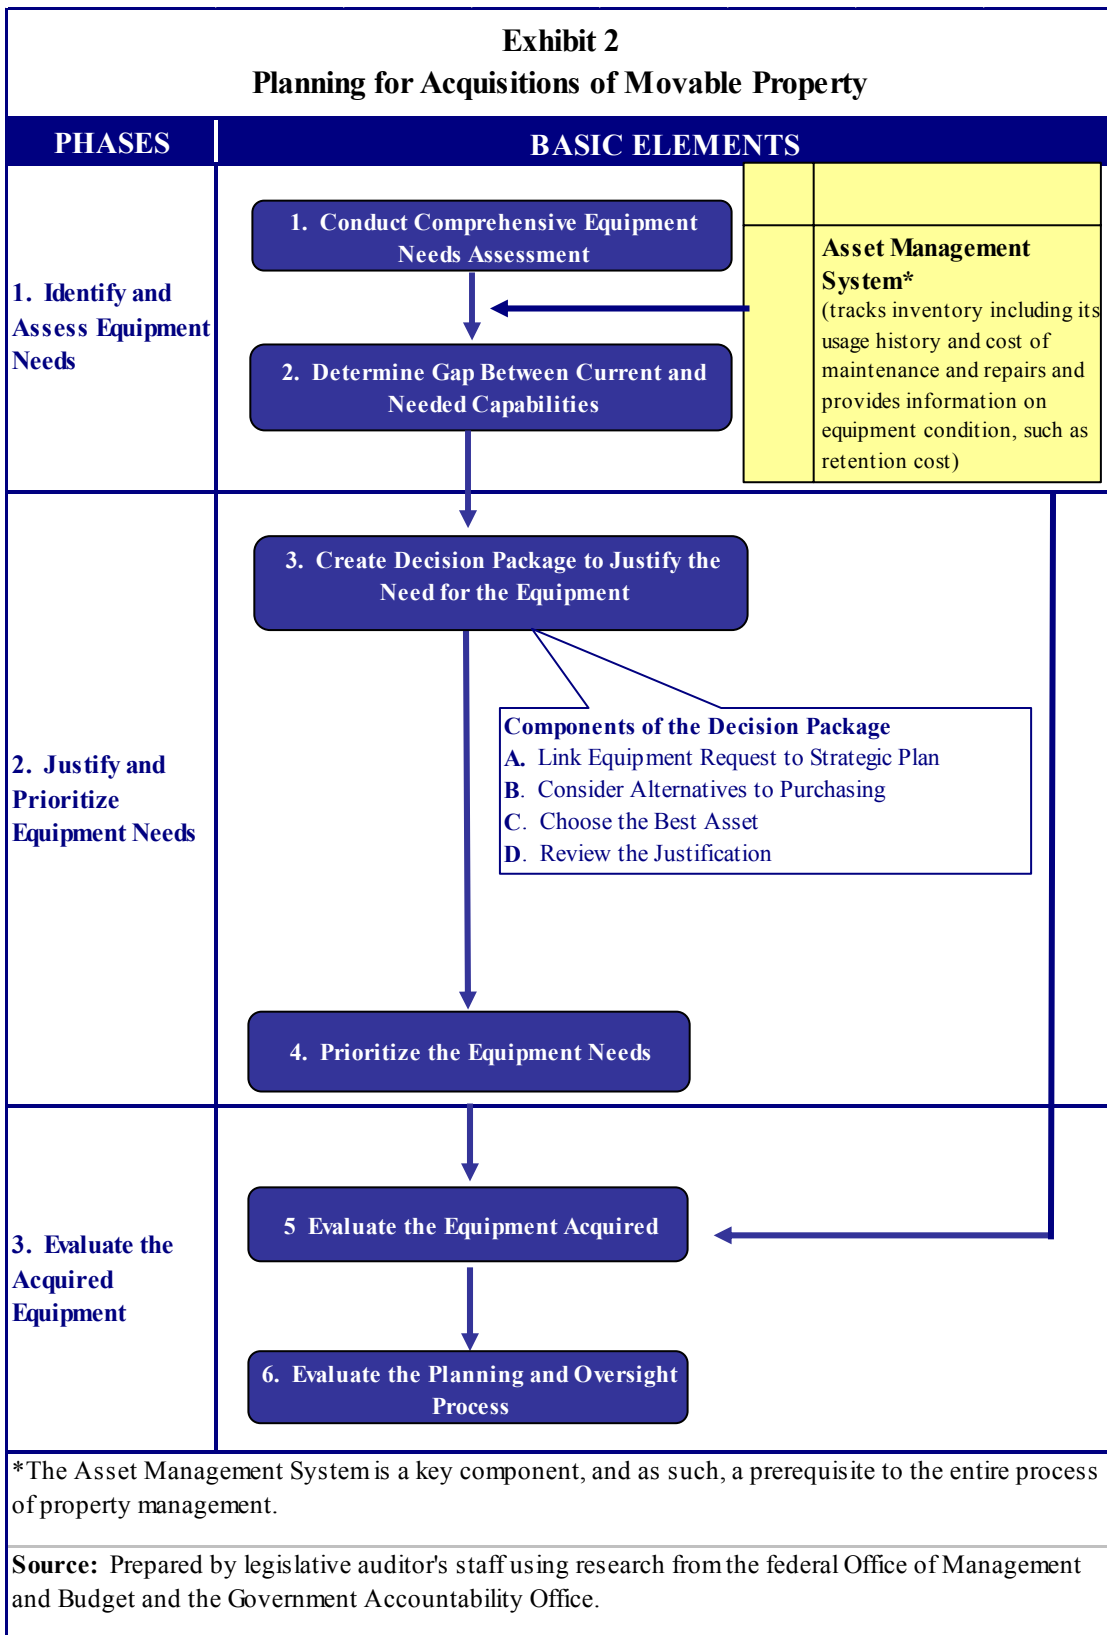 Exhibit 2
Planning for Acquisitions of Movable Property
PHASES
BASIC ELEMENTS
1. Identify and
Assess Equipment
Needs
1. Conduct Comprehensive Equipment
Needs Assessment
2. Determine Gap Between Current and
Needed Capabilities
Asset Management
System*
(tracks inventory including its
usage history and cost of
maintenance and repairs and
provides information on
equipment condition, such as
retention cost)
2. Justify and
Prioritize
Equipment Needs
3. Create Decision Package to Justify the
Need for the Equipment
Components of the Decision Package
A. Link Equipment Request to Strategic Plan
B. Consider Alternatives to Purchasing
C. Choose the Best Asset
D. Review the Justification
4. Prioritize the Equipment Needs
3. Evaluate the
Acquired
Equipment
5 Evaluate the Equipment Acquired
6. Evaluate the Planning and Oversight
Process
*The Asset Management System is a key component, and as such, a prerequisite to the entire process
of property management.
Source: Prepared by legislative auditor's staff using research from the federal Office of Management
and Budget and the Government Accountability Office.